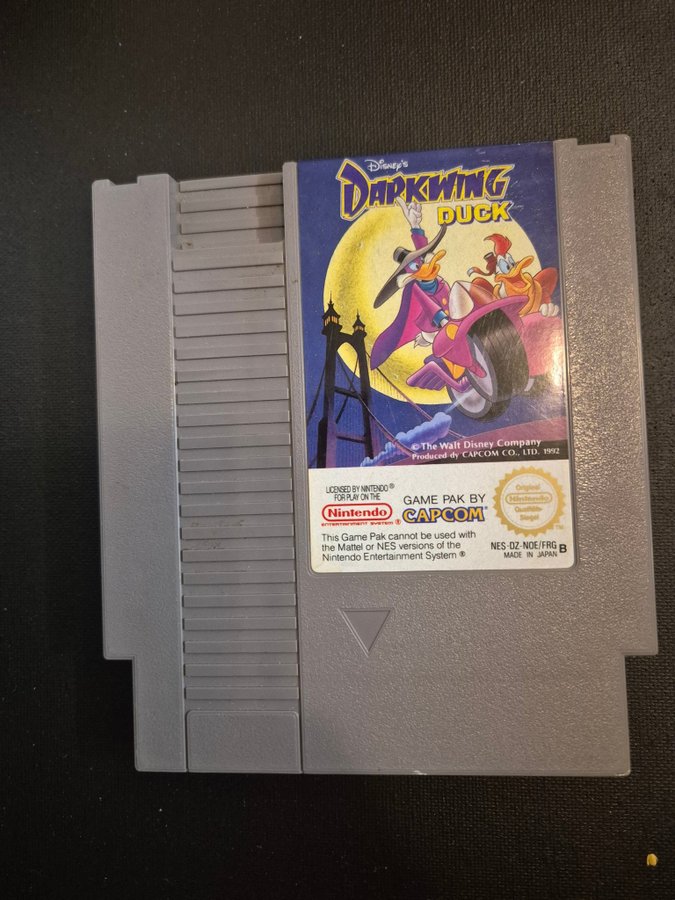 DISNEY'S
DARKWING
DUCK
© The Walt Disney Company
Produced by CAPCOM CO., LTD. 1992
LICENSED BY NINTENDO®
FOR PLAY ON THE
Nintendo
ENTERTAINMENT SYSTEM®
GAME PAK BY
CAPCOM™
Original
Nintendo
Qualitäts-
Siegel
TM
This Game Pak cannot be used with
the Mattel or NES versions of the
Nintendo Entertainment System ®
NES-DZ-NOE/FRG B
MADE IN JAPAN